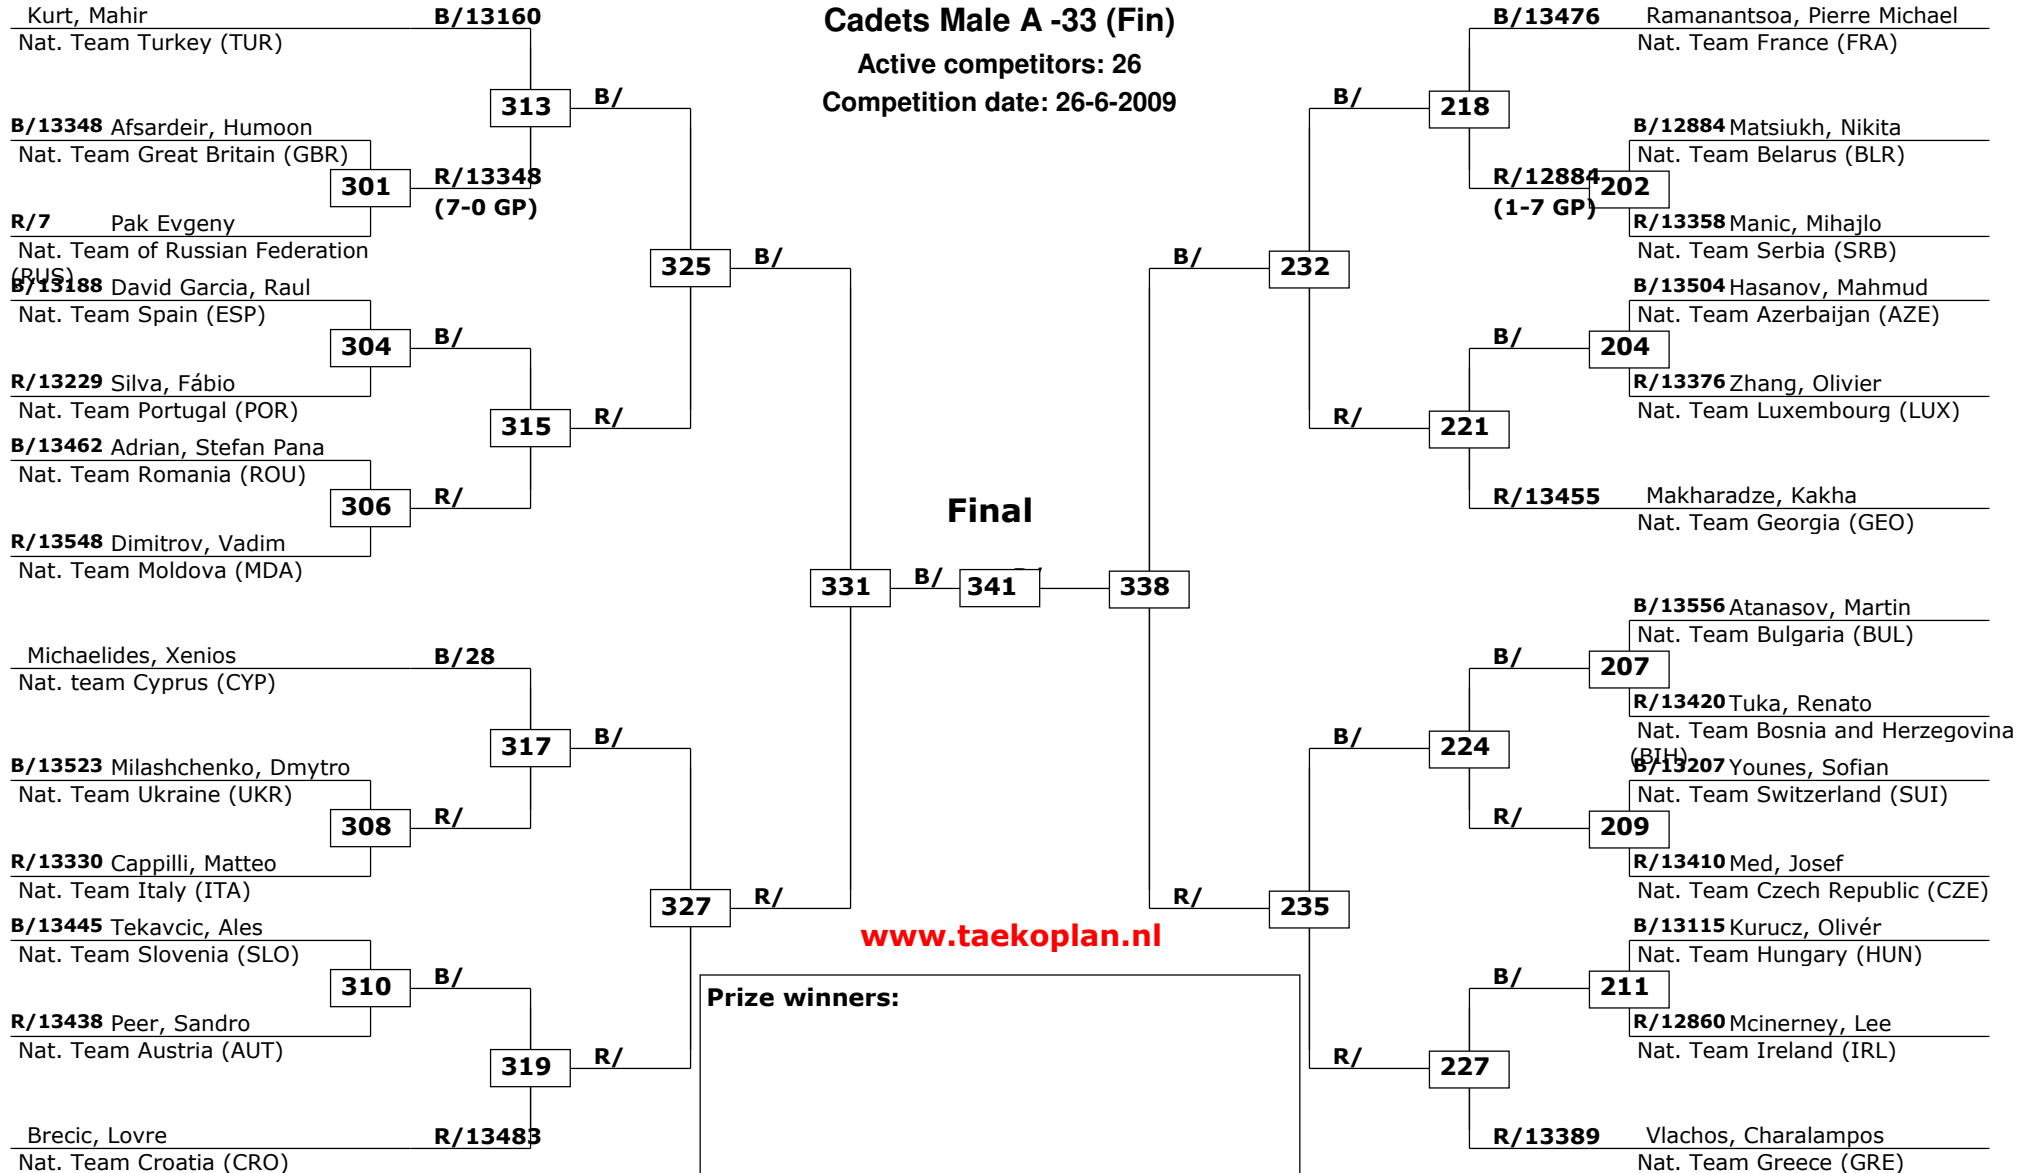 Cadets Male A -33 (Fin)
Active competitors: 26
Competition date: 26-6-2009
Kurt, Mahir
B/13160
Nat. Team Turkey (TUR)
313
B/
B/13348 Afsardeir, Humoon
Nat. Team Great Britain (GBR)
301
R/13348
(7-0 GP)
R/7 Pak Evgeny
Nat. Team of Russian Federation
(RUS)
325
B/
B/13188 David Garcia, Raul
Nat. Team Spain (ESP)
304
B/
R/13229 Silva, Fábio
Nat. Team Portugal (POR)
315
R/
B/13462 Adrian, Stefan Pana
Nat. Team Romania (ROU)
306
R/
R/13548 Dimitrov, Vadim
Nat. Team Moldova (MDA)
Final
331
B/
341
338
Michaelides, Xenios
B/28
Nat. team Cyprus (CYP)
317
B/
B/13523 Milashchenko, Dmytro
Nat. Team Ukraine (UKR)
308
R/
R/13330 Cappilli, Matteo
Nat. Team Italy (ITA)
327
R/
B/13445 Tekavcic, Ales
Nat. Team Slovenia (SLO)
310
B/
R/13438 Peer, Sandro
Nat. Team Austria (AUT)
319
R/
Brecic, Lovre
R/13483
Nat. Team Croatia (CRO)
www.taekoplan.nl
Prize winners:
B/13476 Ramanantsoa, Pierre Michael
Nat. Team France (FRA)
B/
218
B/12884 Matsiukh, Nikita
Nat. Team Belarus (BLR)
R/12884
(1-7 GP)
202
R/13358 Manic, Mihajlo
Nat. Team Serbia (SRB)
B/
232
B/13504 Hasanov, Mahmud
Nat. Team Azerbaijan (AZE)
B/
204
R/13376 Zhang, Olivier
Nat. Team Luxembourg (LUX)
R/
221
R/13455 Makharadze, Kakha
Nat. Team Georgia (GEO)
B/13556 Atanasov, Martin
Nat. Team Bulgaria (BUL)
B/
207
R/13420 Tuka, Renato
Nat. Team Bosnia and Herzegovina
(BIH)
B/
224
B/13207 Younes, Sofian
Nat. Team Switzerland (SUI)
R/
209
R/13410 Med, Josef
Nat. Team Czech Republic (CZE)
R/
235
B/13115 Kurucz, Olivér
Nat. Team Hungary (HUN)
B/
211
R/12860 Mcinerney, Lee
Nat. Team Ireland (IRL)
R/
227
R/13389 Vlachos, Charalampos
Nat. Team Greece (GRE)